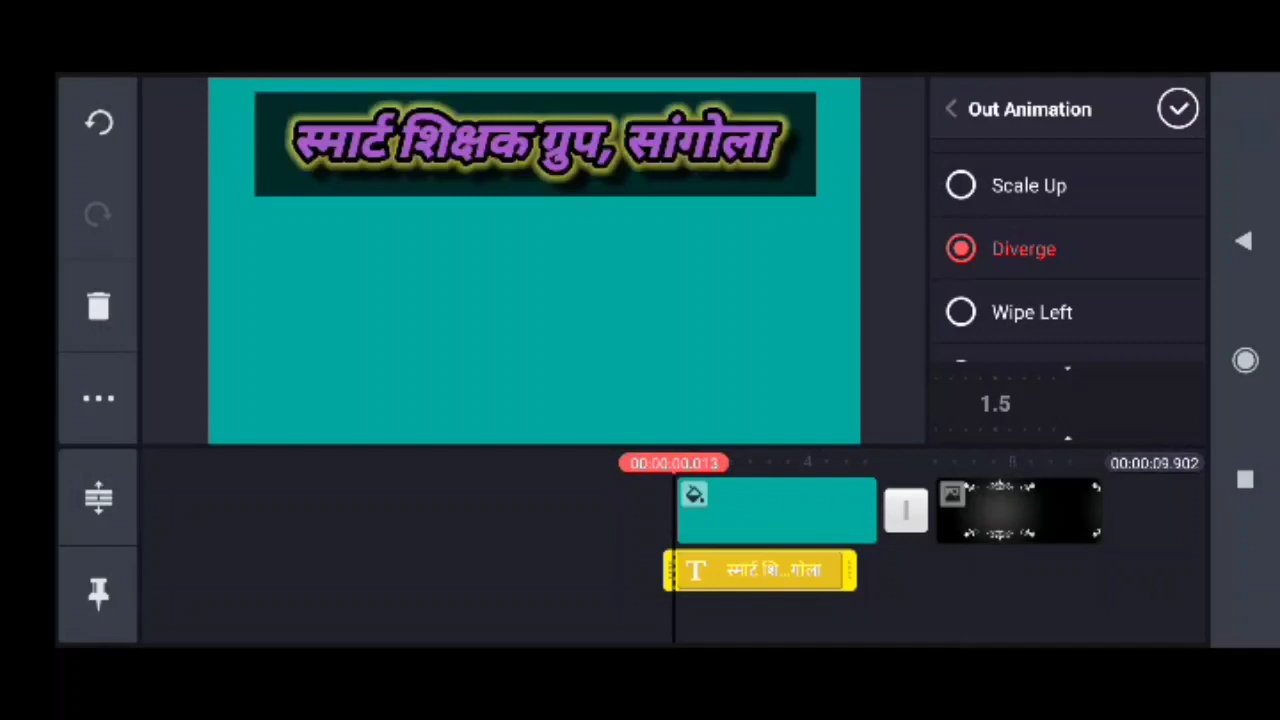 स्मार्ट शिक्षक ग्रुप, सांगोला
Out Animation
Scale Up
Diverge
Wipe Left
1.5
00:00:00.013
4
8
00:00:09.902
T स्मार्ट शि...गोला